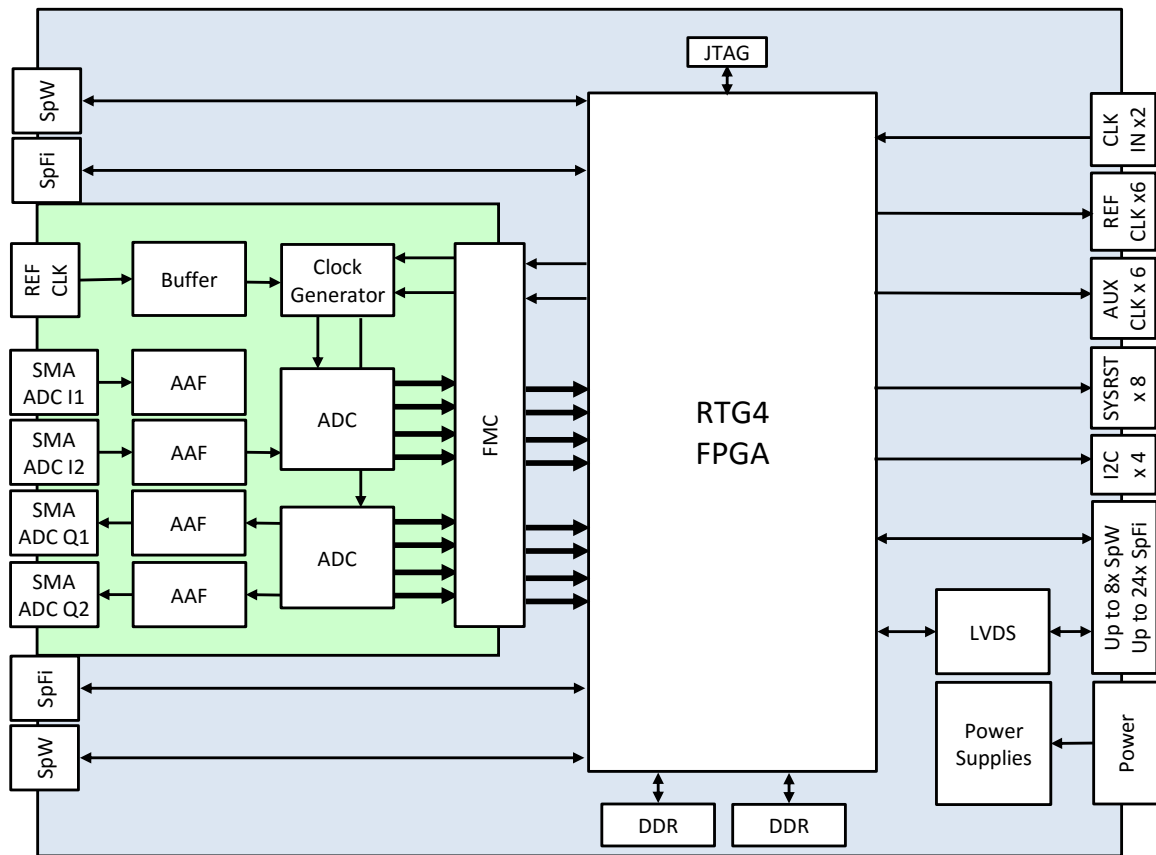 JTAG
SpW
SpFi
CLK
IN x2
REF
CLK x6
AUX
CLK x 6
SYSRST
x 8
I2C
x 4
Up to 8x SpW
Up to 24x SpFi
Power
REF
CLK
Buffer
Clock
Generator
FMC
SMA
ADC I1
AAF
ADC
SMA
ADC I2
AAF
SMA
ADC Q1
AAF
ADC
SMA
ADC Q2
AAF
RTG4
FPGA
SpFi
SpW
LVDS
Power
Supplies
DDR
DDR